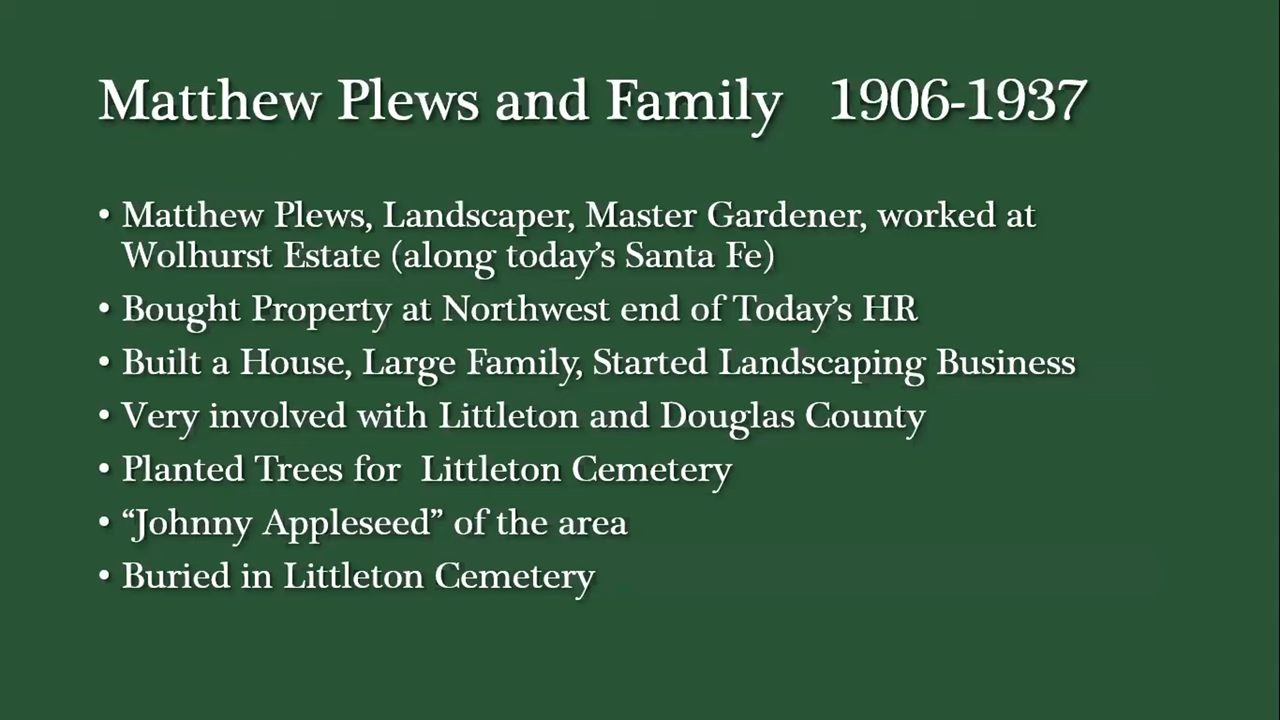 Matthew Plews and Family 1906-1937
• Matthew Plews, Landscaper, Master Gardener, worked at
Wolhurst Estate (along today’s Santa Fe)
• Bought Property at Northwest end of Today’s HR
• Built a House, Large Family, Started Landscaping Business
• Very involved with Littleton and Douglas County
• Planted Trees for Littleton Cemetery
• “Johnny Appleseed” of the area
• Buried in Littleton Cemetery